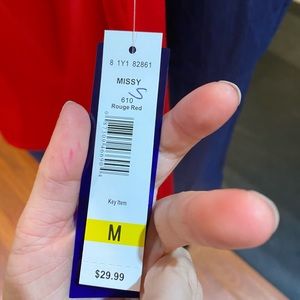 8 1Y1 82861
MISSY
S
610
Rouge Red
Key Item
M
$29.99